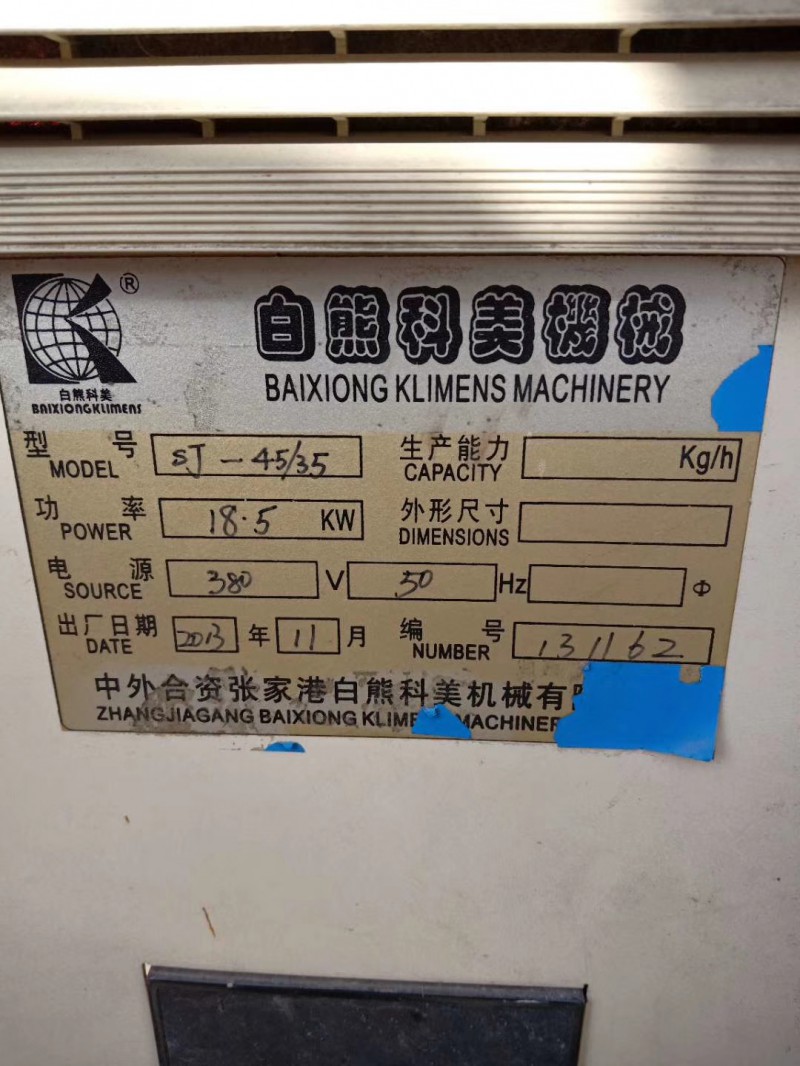 ®
白熊科美
BAIXIONGKLIMENS
白熊科美機械
BAIXIONG KLIMENS MACHINERY
型号 SJ-45/35 生产能力 Kg/h
MODEL CAPACITY
功率 18.5 KW 外形尺寸
POWER DIMENSIONS
电源 380 V 50 Hz Φ
SOURCE
出厂日期 2013 年 11 月 编号 131162
DATE NUMBER
中外合资张家港白熊科美机械有
ZHANGJIAGANG BAIXIONG